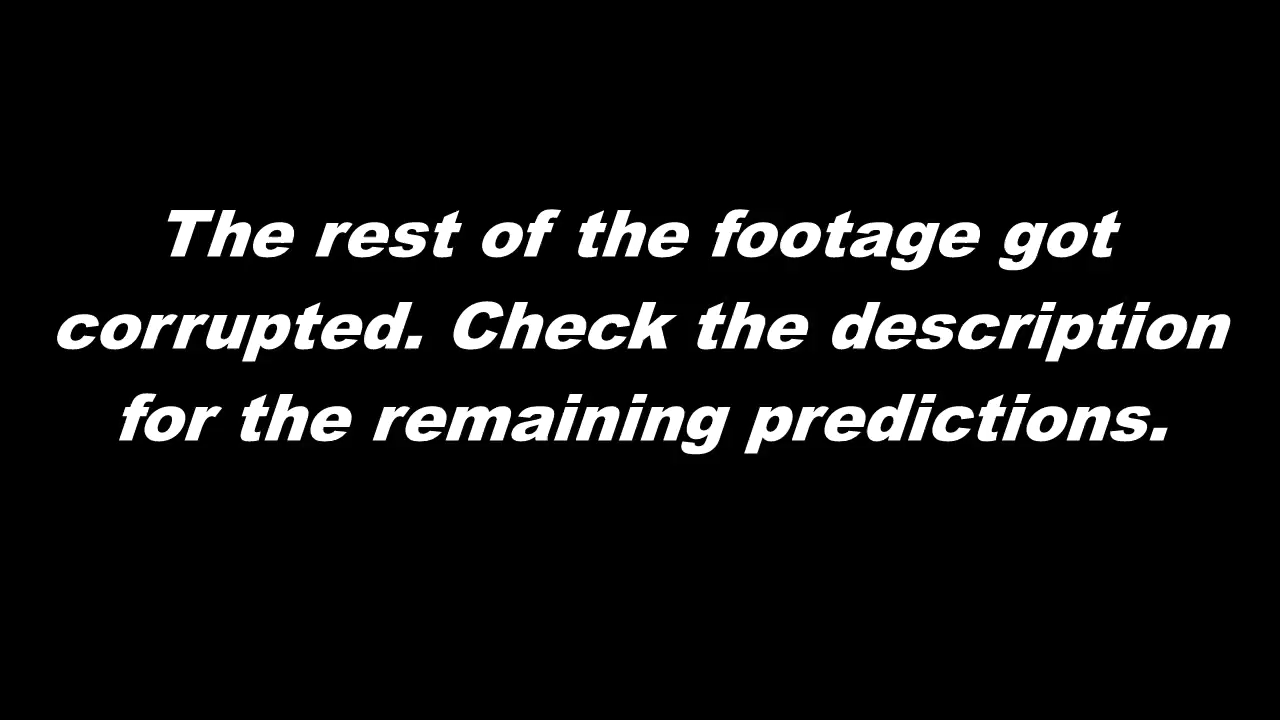 The rest of the footage got
corrupted. Check the description
for the remaining predictions.